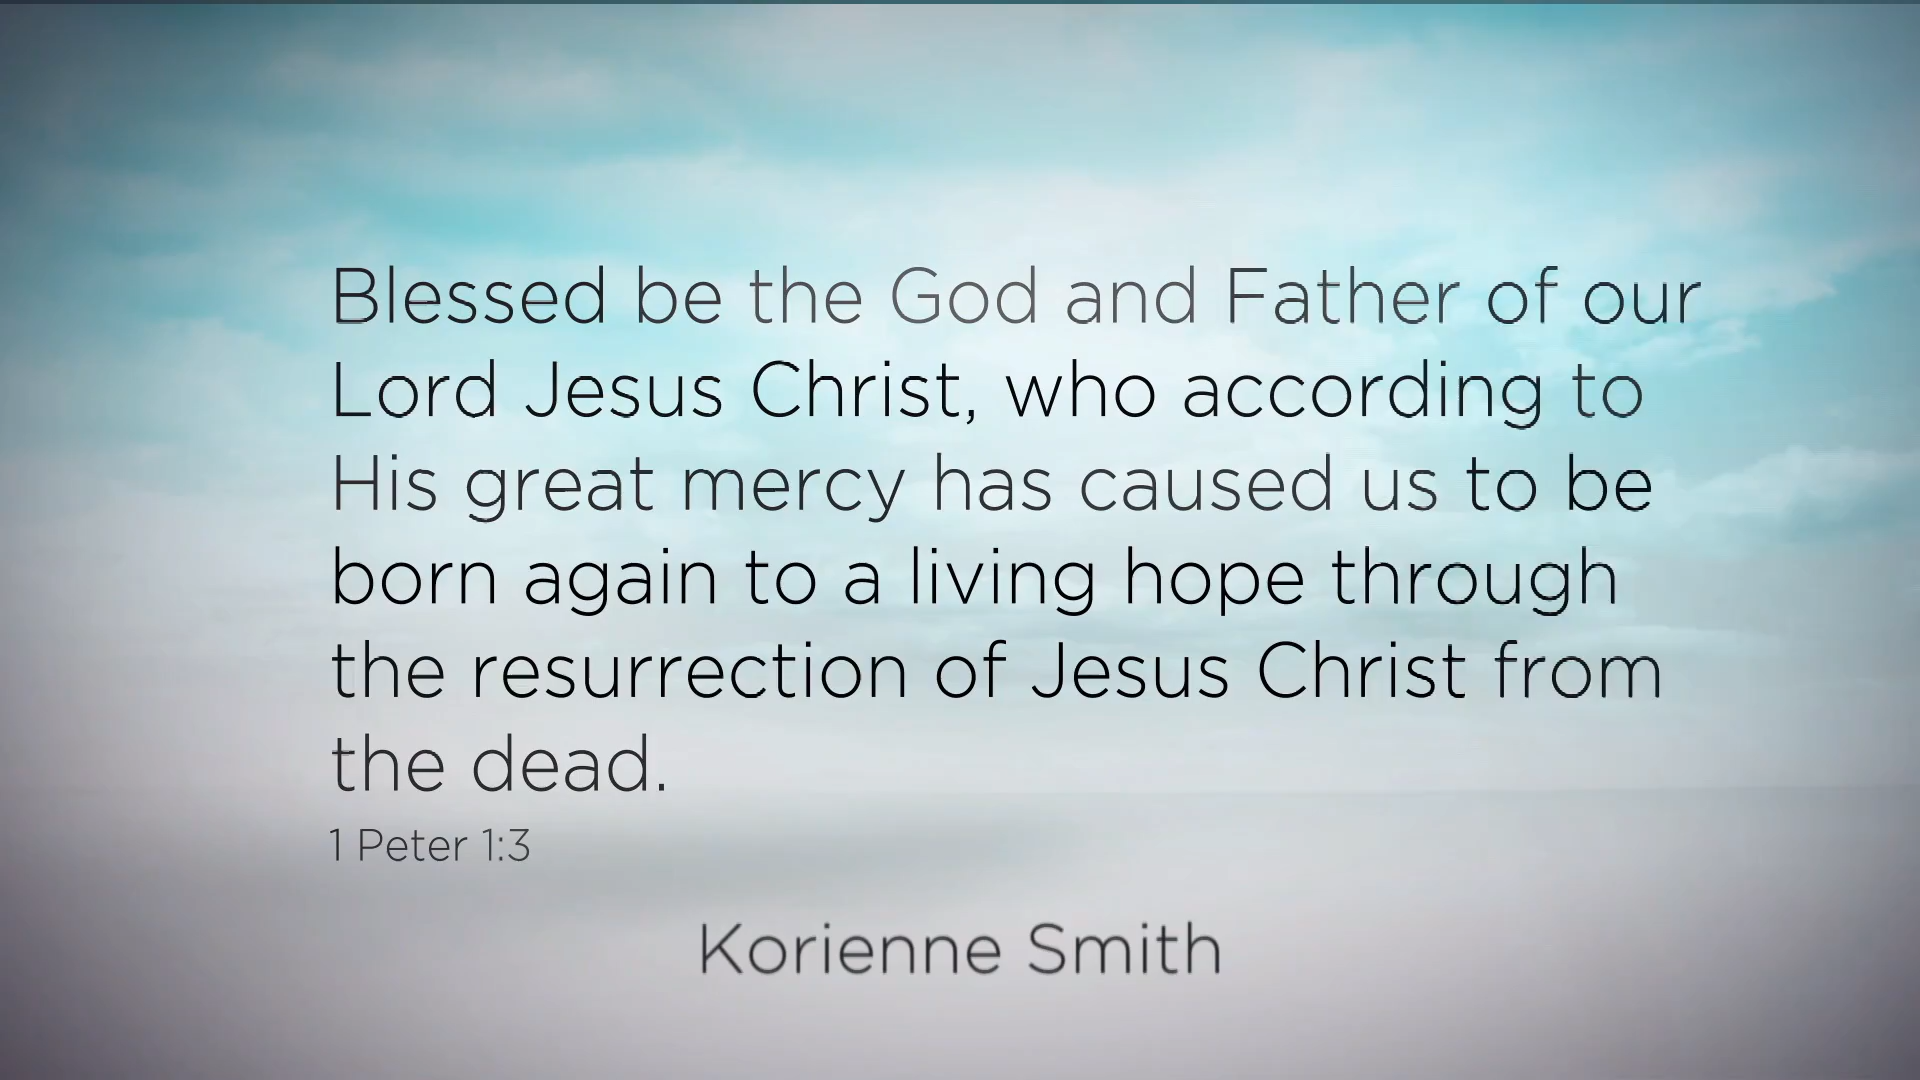 Blessed be the God and Father of our
Lord Jesus Christ, who according to
His great mercy has caused us to be
born again to a living hope through
the resurrection of Jesus Christ from
the dead.
1 Peter 1:3
Korienne Smith